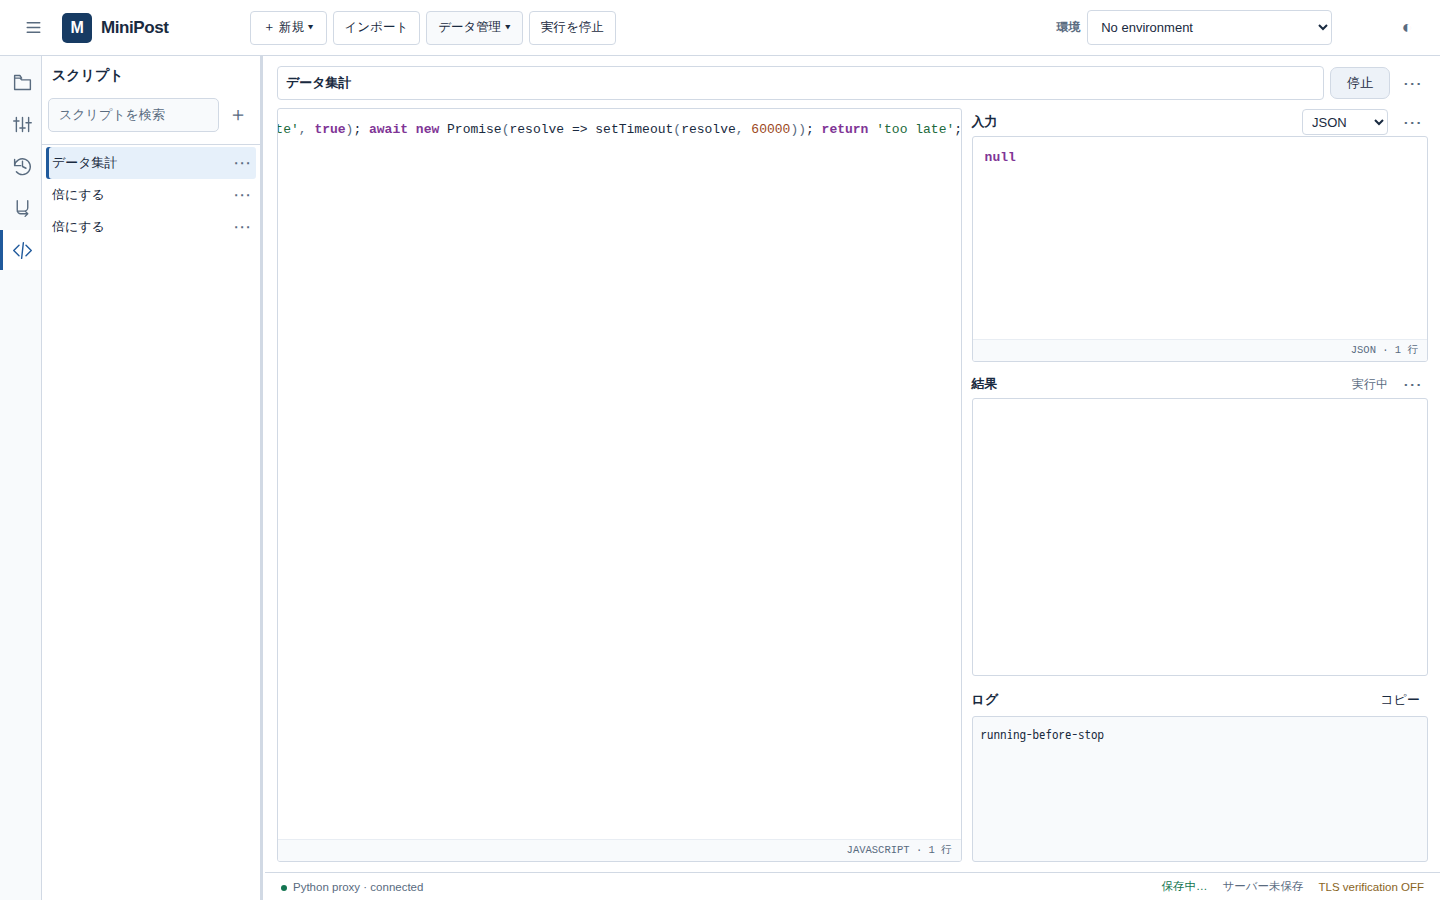 M MiniPost
＋ 新規 ▾
インポート
データ管理 ▾
実行を停止
環境
No environment
スクリプト
スクリプトを検索
+
データ集計 ···
倍にする ···
倍にする ···
データ集計
停止 ···
te', true); await new Promise(resolve => setTimeout(resolve, 60000)); return 'too late';
JAVASCRIPT · 1 行
入力
JSON ···
null
JSON · 1 行
結果
実行中 ···
ログ
コピー
running-before-stop
Python proxy · connected
保存中…
サーバー未保存
TLS verification OFF